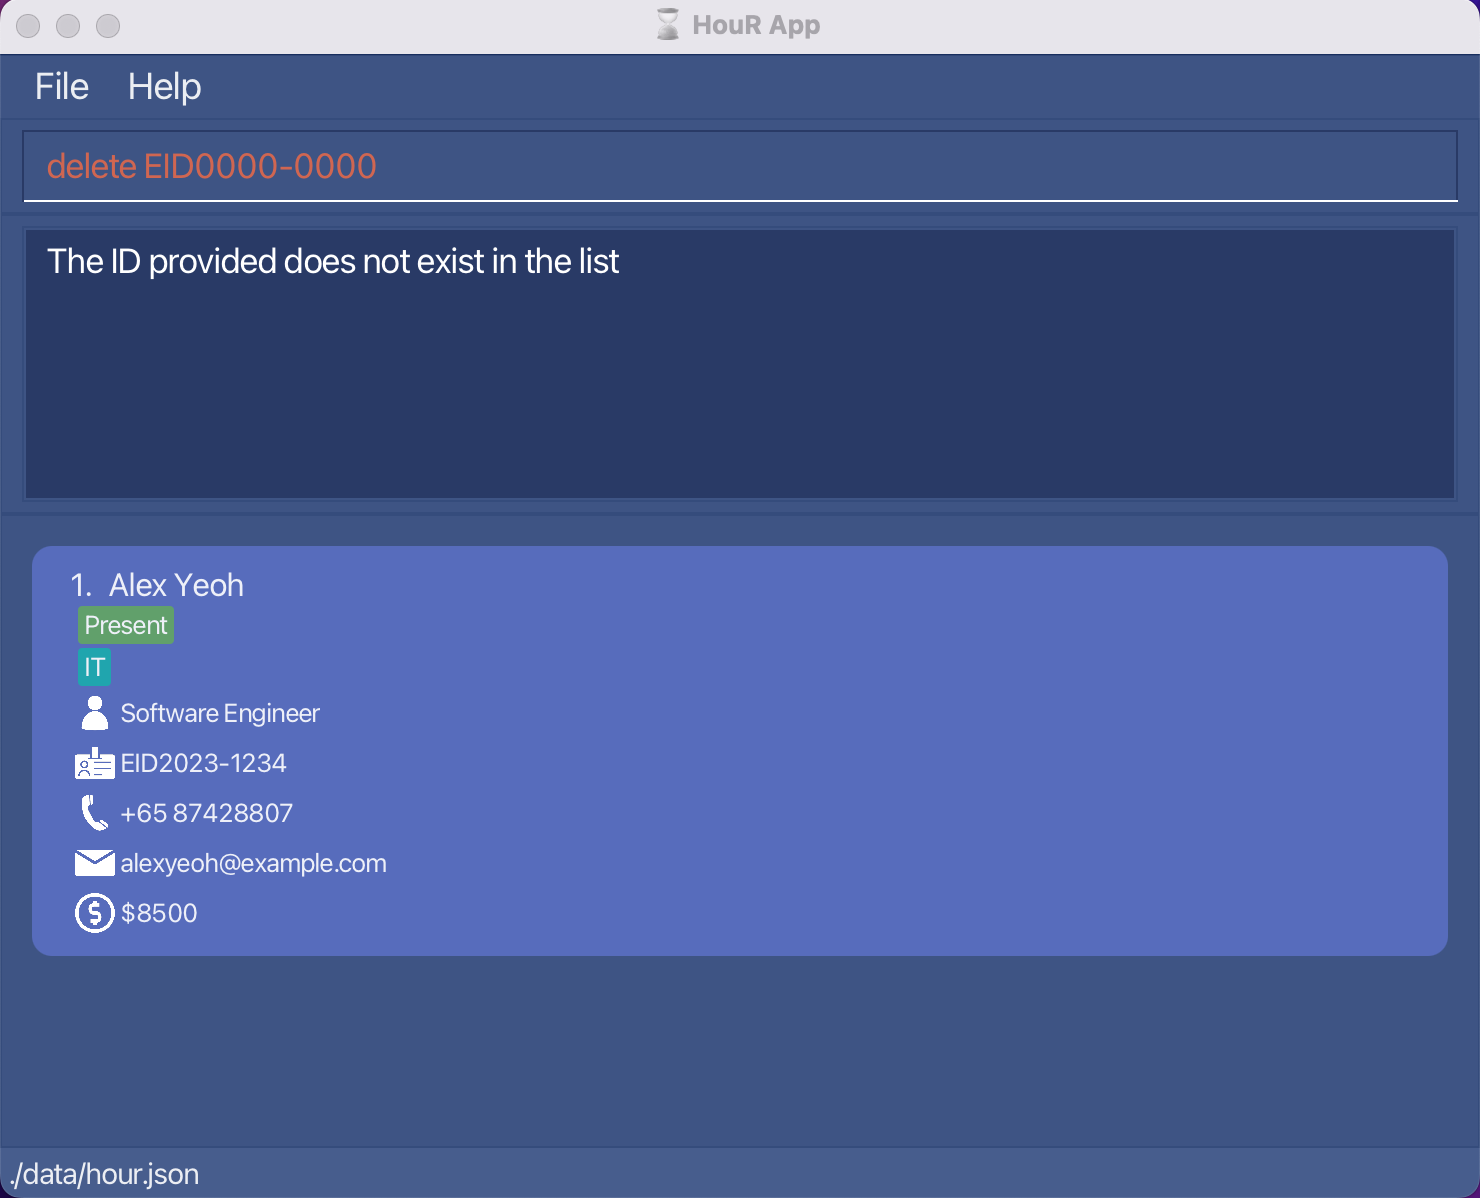 HouR App
File Help
delete EID0000-0000
The ID provided does not exist in the list
1. Alex Yeoh
Present
IT
Software Engineer
EID2023-1234
+65 87428807
alexyeoh@example.com
$8500
./data/hour.json